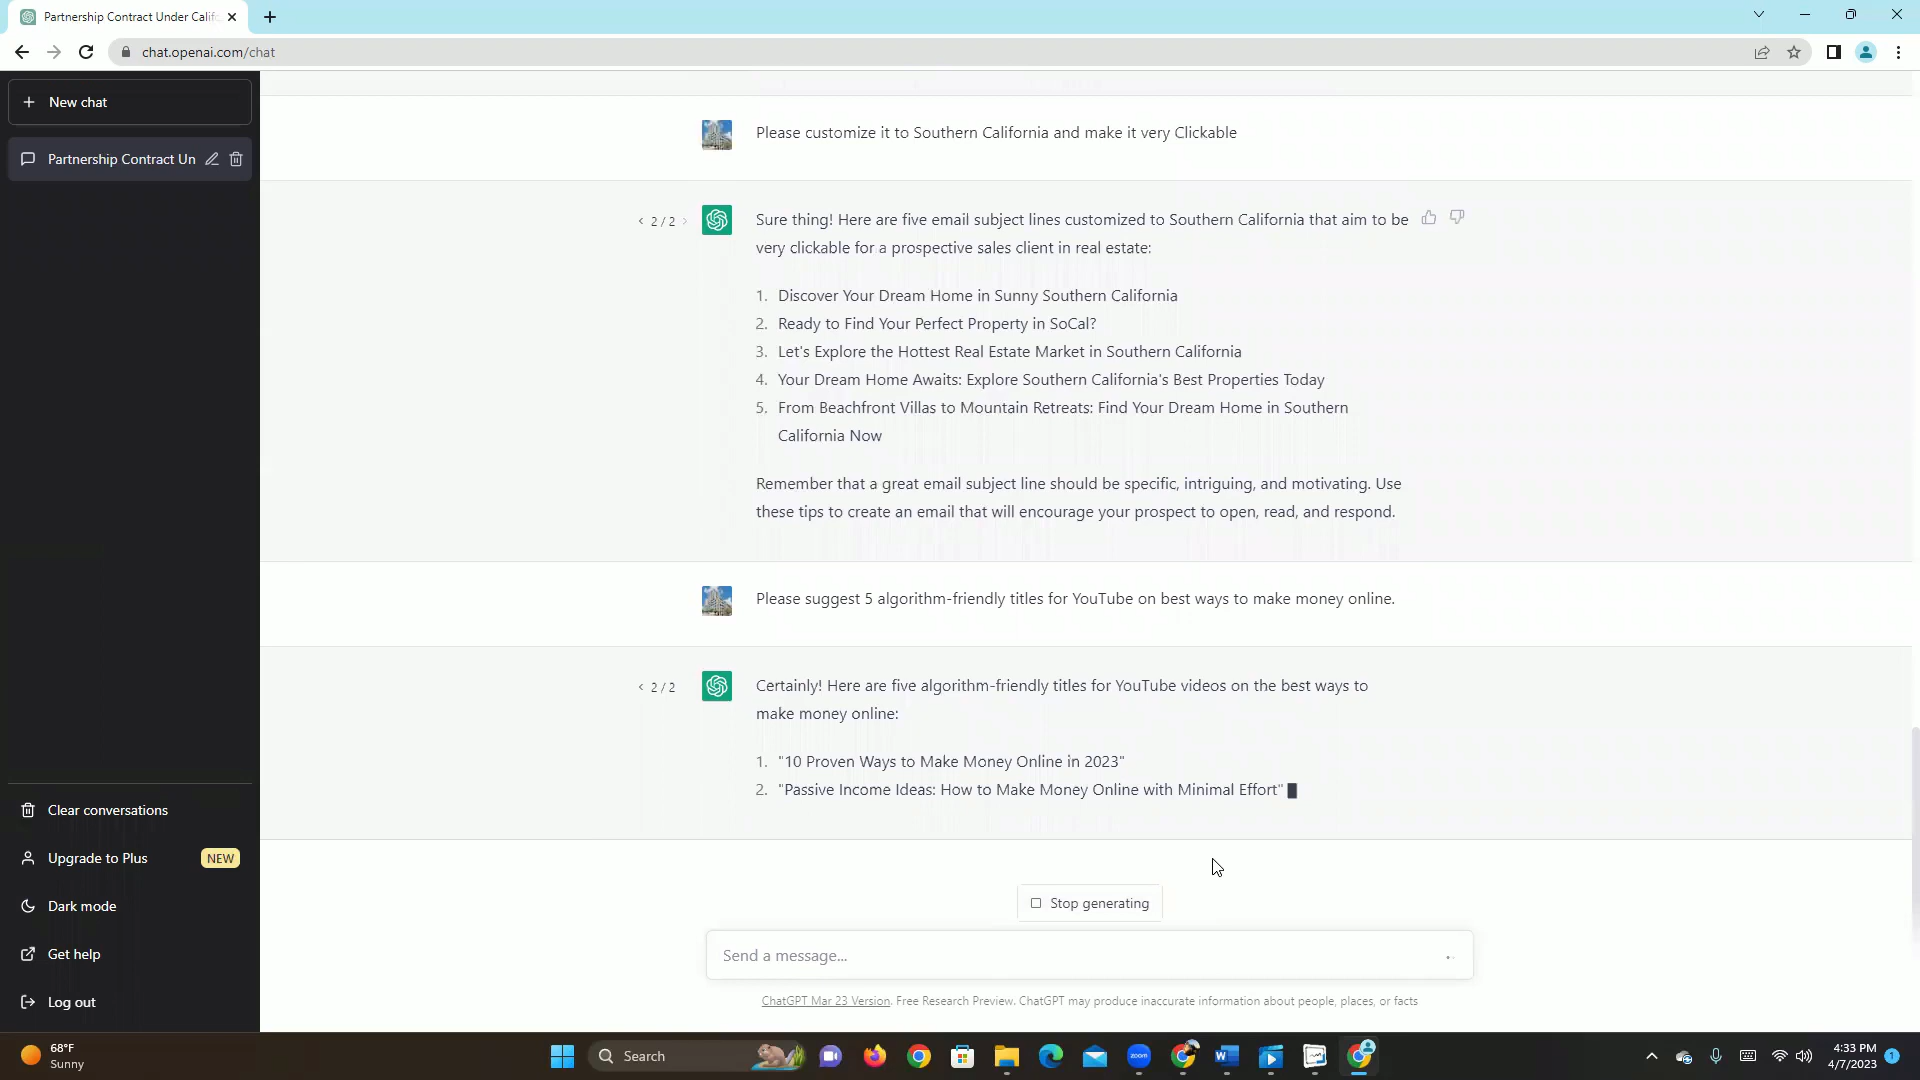 Partnership Contract Under Califo
chat.openai.com/chat
New chat
Partnership Contract Un
Please customize it to Southern California and make it very Clickable
2 / 2
Sure thing! Here are five email subject lines customized to Southern California that aim to be
very clickable for a prospective sales client in real estate:
1. Discover Your Dream Home in Sunny Southern California
2. Ready to Find Your Perfect Property in SoCal?
3. Let's Explore the Hottest Real Estate Market in Southern California
4. Your Dream Home Awaits: Explore Southern California's Best Properties Today
5. From Beachfront Villas to Mountain Retreats: Find Your Dream Home in Southern
California Now
Remember that a great email subject line should be specific, intriguing, and motivating. Use
these tips to create an email that will encourage your prospect to open, read, and respond.
Please suggest 5 algorithm-friendly titles for YouTube on best ways to make money online.
2 / 2
Certainly! Here are five algorithm-friendly titles for YouTube videos on the best ways to
make money online:
1. "10 Proven Ways to Make Money Online in 2023"
2. "Passive Income Ideas: How to Make Money Online with Minimal Effort"
Clear conversations
Upgrade to Plus NEW
Dark mode
Get help
Log out
Stop generating
Send a message...
ChatGPT Mar 23 Version. Free Research Preview. ChatGPT may produce inaccurate information about people, places, or facts
68°F
Sunny
Search
zoom
4:33 PM
4/7/2023
1